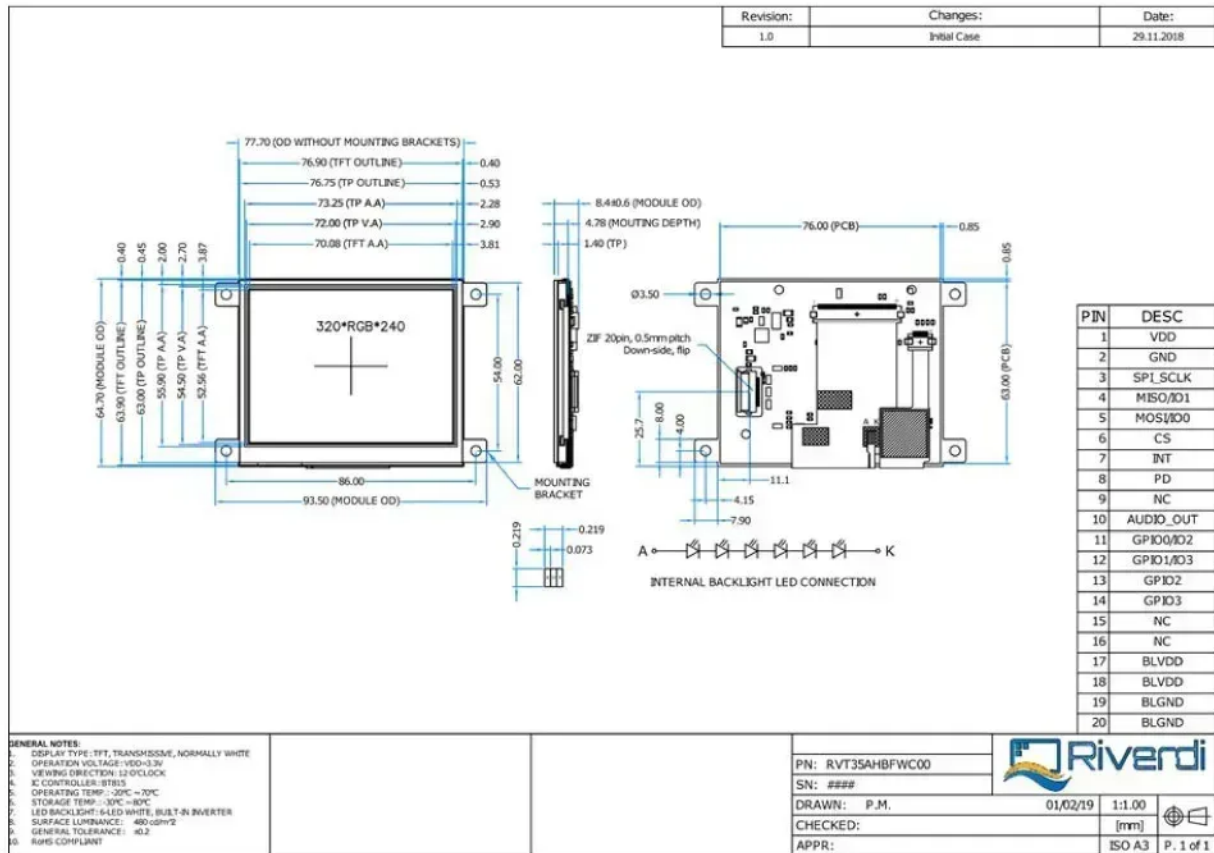 Revision: Changes: Date:
1.0 Initial Case 29.11.2018
77.70 (OD WITHOUT MOUNTING BRACKETS)
76.90 (TFT OUTLINE) 0.40
76.75 (TP OUTLINE) 0.53
73.25 (TP A.A) 2.28
72.00 (TP V.A) 2.90
70.08 (TFT A.A) 3.81
0.40
0.45
2.00
2.70
3.87
64.70 (MODULE OD)
63.90 (TFT OUTLINE)
63.00 (TP OUTLINE)
55.90 (TP A.A)
54.50 (TP V.A)
52.56 (TFT A.A)
320*RGB*240
54.00
62.00
86.00
93.50 (MODULE OD)
MOUNTING
BRACKET
8.4±0.6 (MODULE OD)
4.78 (MOUTING DEPTH)
1.40 (TP)
76.00 (PCB) 0.85
0.85
Ø3.50
ZIF 20pin, 0.5mm pitch
Down-side, flip
63.00 (PCB)
A K
25.7
8.00
4.00
11.1
4.15
7.90
0.219
0.219
0.073
A K
INTERNAL BACKLIGHT LED CONNECTION
PIN DESC
1 VDD
2 GND
3 SPI_SCLK
4 MISO/IO1
5 MOSI/IO0
6 CS
7 INT
8 PD
9 NC
10 AUDIO_OUT
11 GPIO0/IO2
12 GPIO1/IO3
13 GPIO2
14 GPIO3
15 NC
16 NC
17 BLVDD
18 BLVDD
19 BLGND
20 BLGND
GENERAL NOTES:
1. DISPLAY TYPE: TFT, TRANSMISSIVE, NORMALLY WHITE
2. OPERATION VOLTAGE: VDD=3.3V
3. VIEWING DIRECTION: 12 O'CLOCK
4. IC CONTROLLER: BT815
5. OPERATING TEMP.: -20°C ~ 70°C
6. STORAGE TEMP.: -30°C ~ 80°C
7. LED BACKLIGHT: 6-LED WHITE, BUILT-IN INVERTER
8. SURFACE LUMINANCE: 480 cd/m^2
9. GENERAL TOLERANCE: ±0.2
10. RoHS COMPLIANT
Riverdi
PN: RVT35AHBFWC00
SN: ####
DRAWN: P.M. 01/02/19 1:1.00
CHECKED: [mm]
APPR: ISO A3 P. 1 of 1